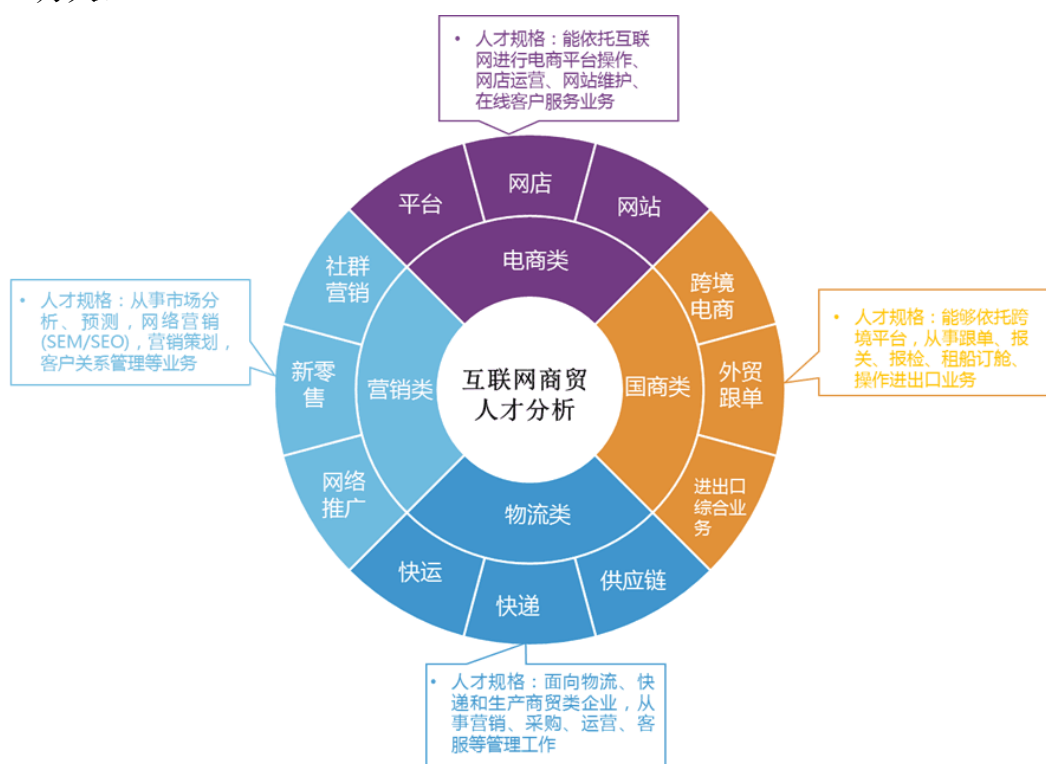 • 人才规格：能依托互联
网进行电商平台操作、
网店运营、网站维护、
在线客户服务业务
平台
网店
网站
电商类
社群
营销
新零
售
网络
推广
营销类
• 人才规格：从事市场分
析、预测，网络营销
(SEM/SEO)，营销策划，
客户关系管理等业务
互联网商贸
人才分析
国商类
跨境
电商
外贸
跟单
进出口
综合业
务
• 人才规格：能够依托跨
境平台，从事跟单、报
关、报检、租船订舱、
操作进出口业务
物流类
快运
快递
供应链
• 人才规格：面向物流、快
递和生产商贸类企业，从
事营销、采购、运营、客
服等管理工作